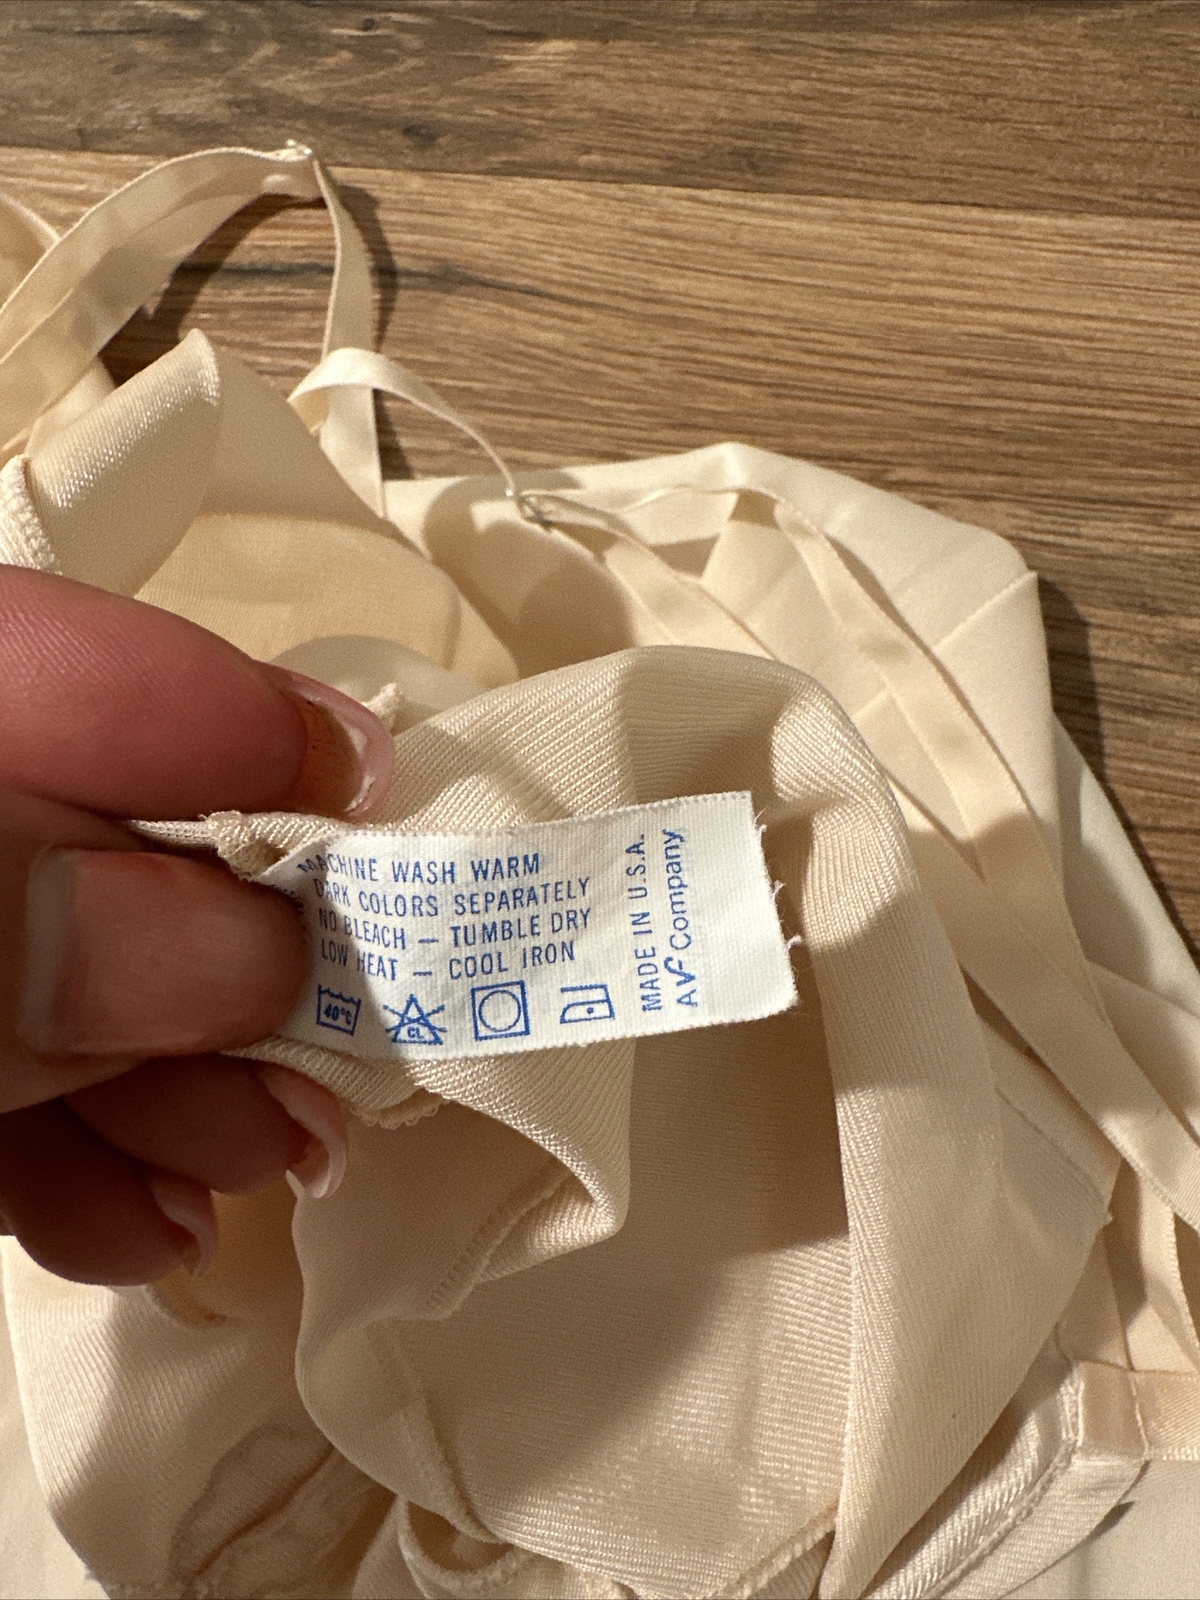 MACHINE WASH WARM
DARK COLORS SEPARATELY
NO BLEACH — TUMBLE DRY
LOW HEAT — COOL IRON
40°C
CL
MADE IN U.S.A.
A VF Company